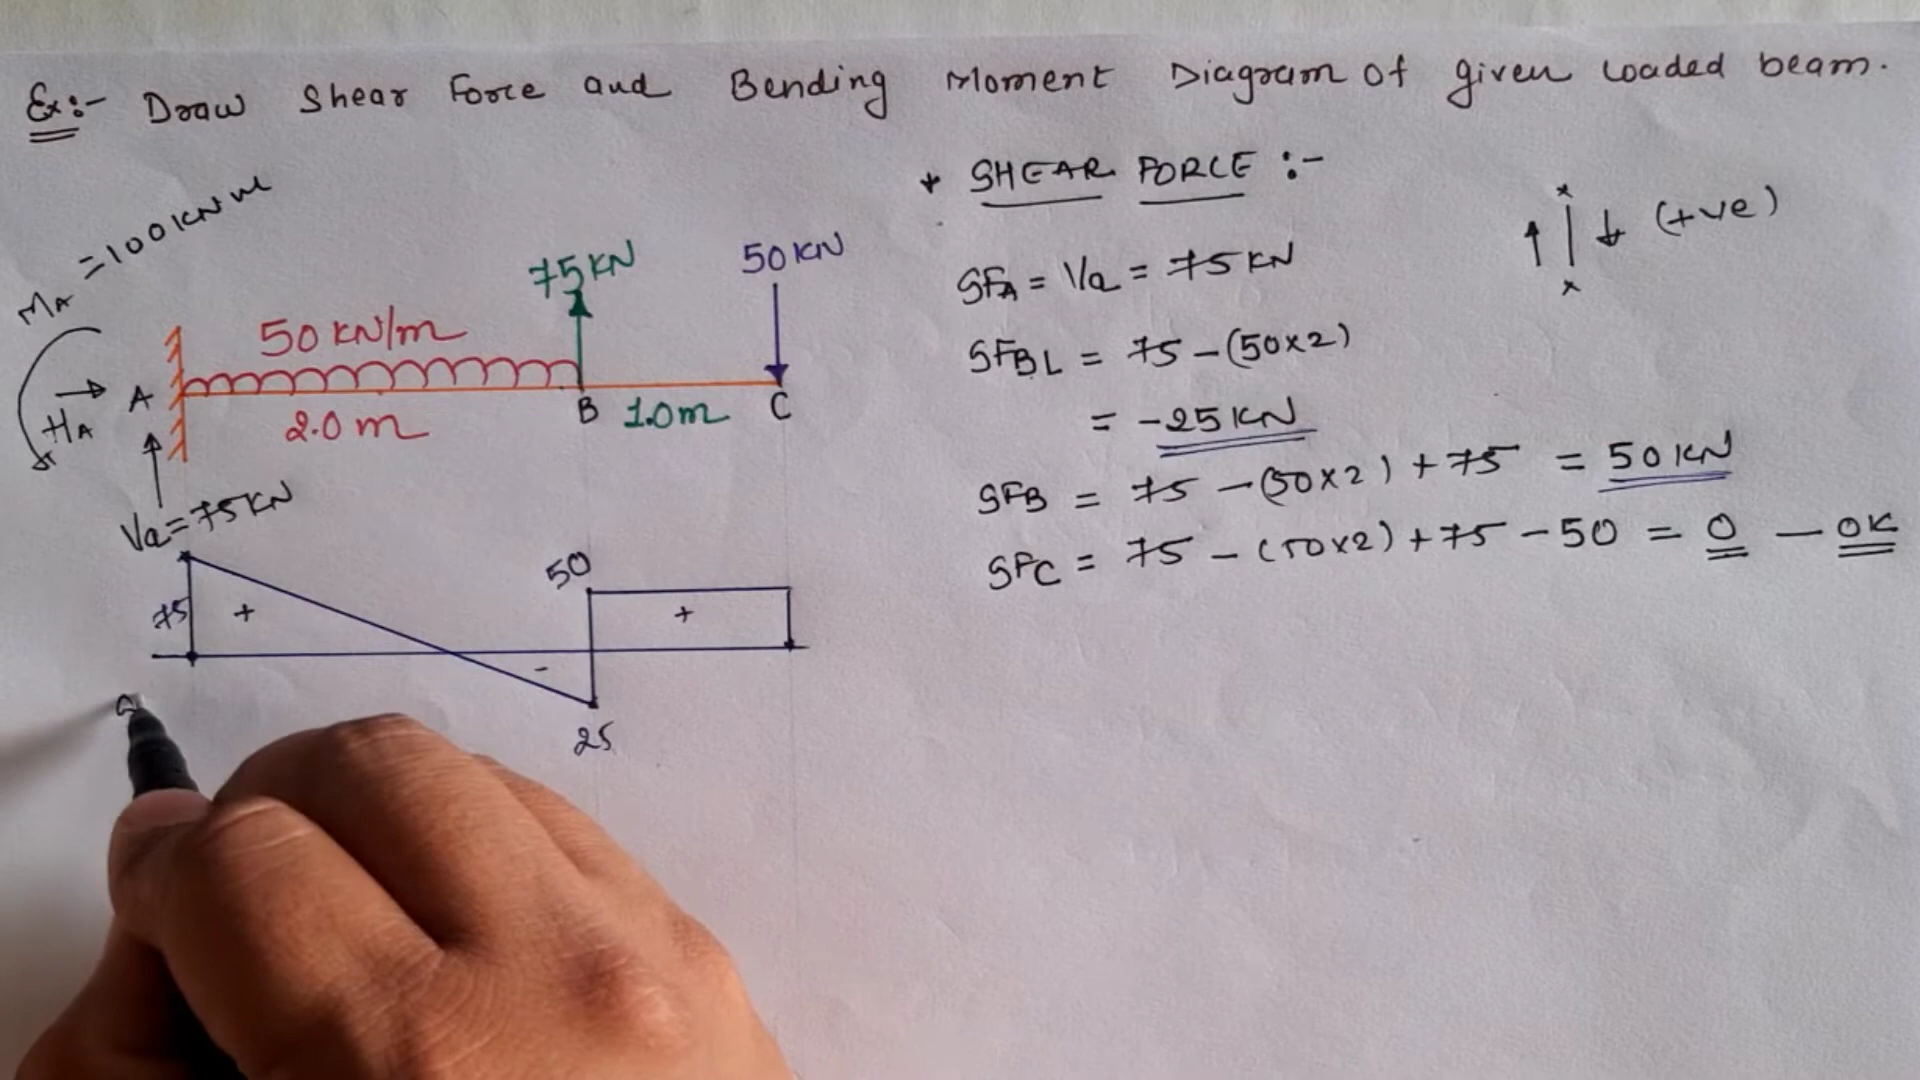 Ex:- Draw Shear Force and Bending Moment Diagram of given loaded beam.
MA = 100 KN m
75 KN
50 KN
50 KN/m
HA
A
B
C
2.0 m
1.0m
Va = 75 KN
75
+
50
+
-
25
* SHEAR FORCE :-
(+ve)
x
x
SFA = Va = 75 KN
SFBL = 75 - (50x2)
= -25 KN
SFB = 75 - (50x2) + 75 = 50 KN
SFC = 75 - (50x2) + 75 - 50 = 0 - OK